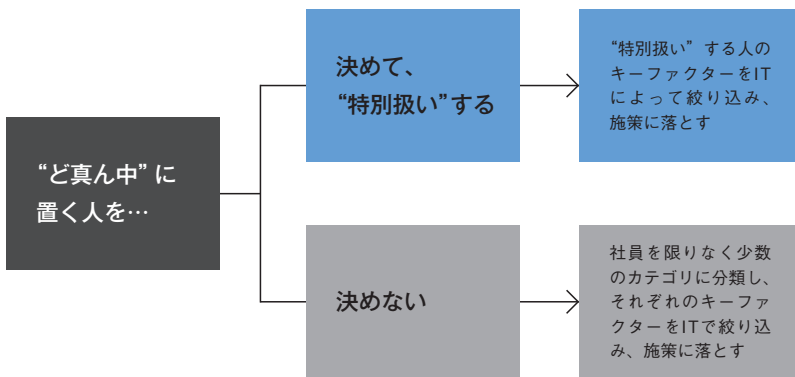 “ど真ん中” に
置く人を…
決めて、
“特別扱い”する
“特別扱い” する人の
キーファクターをIT
によって絞り込み、
施策に落とす
決めない
社員を限りなく少数
のカテゴリに分類し、
それぞれのキーファ
クターをITで絞り込
み、施策に落とす